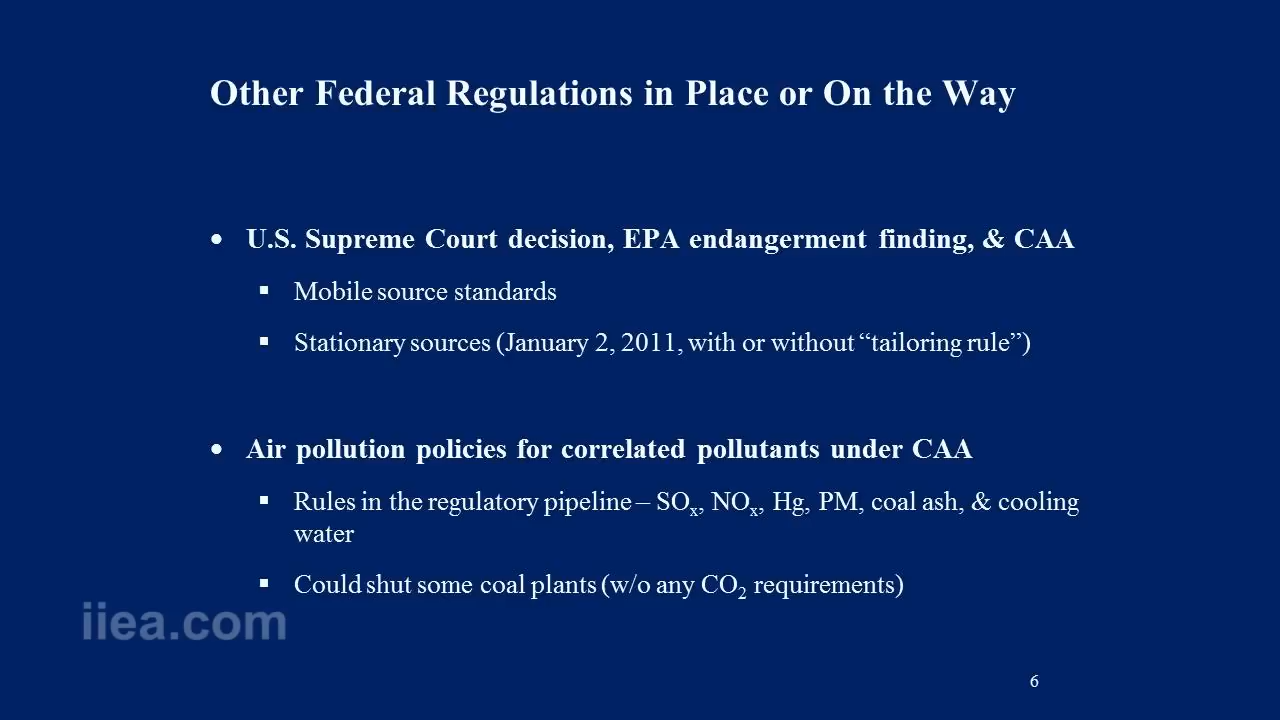 Other Federal Regulations in Place or On the Way
• U.S. Supreme Court decision, EPA endangerment finding, & CAA
▪ Mobile source standards
▪ Stationary sources (January 2, 2011, with or without “tailoring rule”)
• Air pollution policies for correlated pollutants under CAA
▪ Rules in the regulatory pipeline – SOx, NOx, Hg, PM, coal ash, & cooling
water
▪ Could shut some coal plants (w/o any CO2 requirements)
iiea.com
6